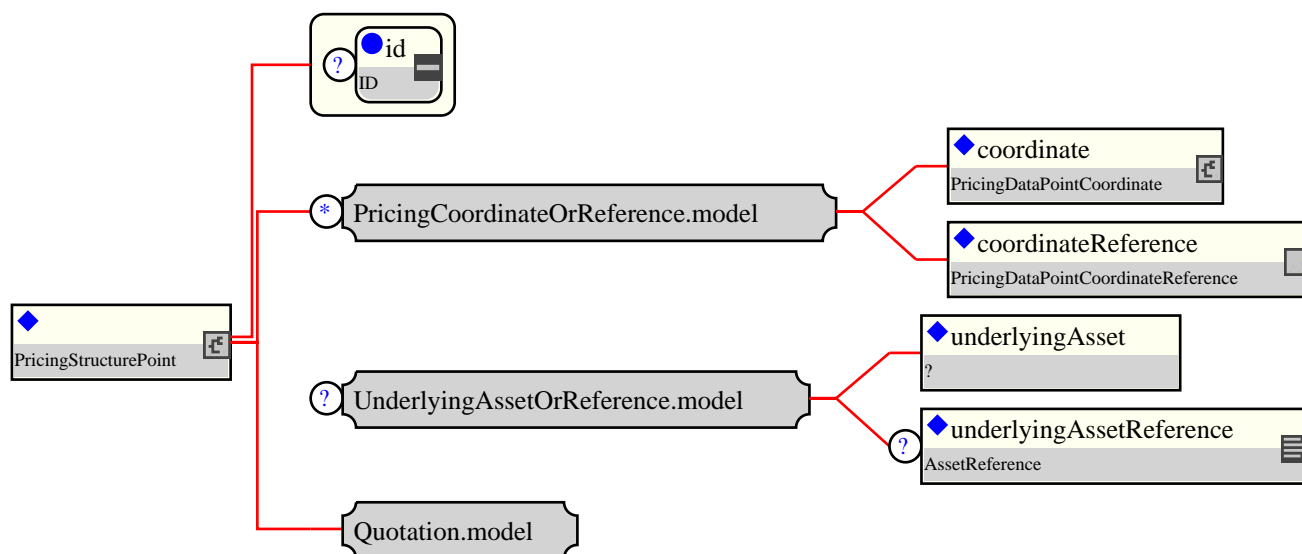 ? id
ID
coordinate
PricingDataPointCoordinate
* PricingCoordinateOrReference.model
coordinateReference
PricingDataPointCoordinateReference
PricingStructurePoint
underlyingAsset
?
? UnderlyingAssetOrReference.model
? underlyingAssetReference
AssetReference
Quotation.model